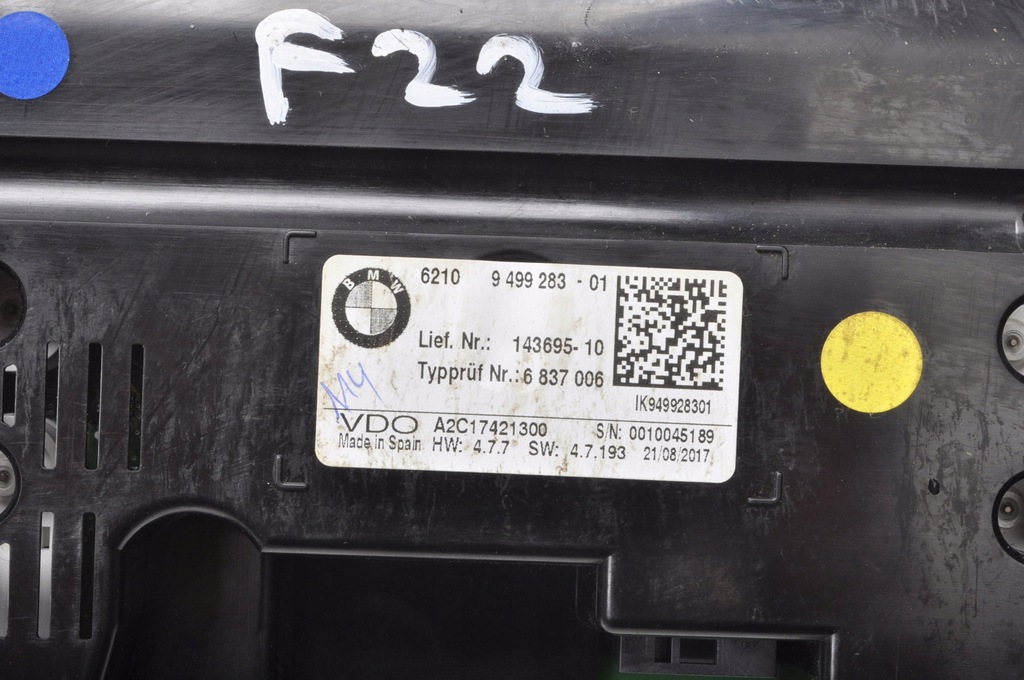 F22
BMW
6210 9 499 283 - 01
Lief. Nr.: 143695-10
Typprüf Nr.: 6 837 006
IK949928301
VDO A2C17421300 S/N: 0010045189
Made in Spain HW: 4.7.7 SW: 4.7.193 21/08/2017